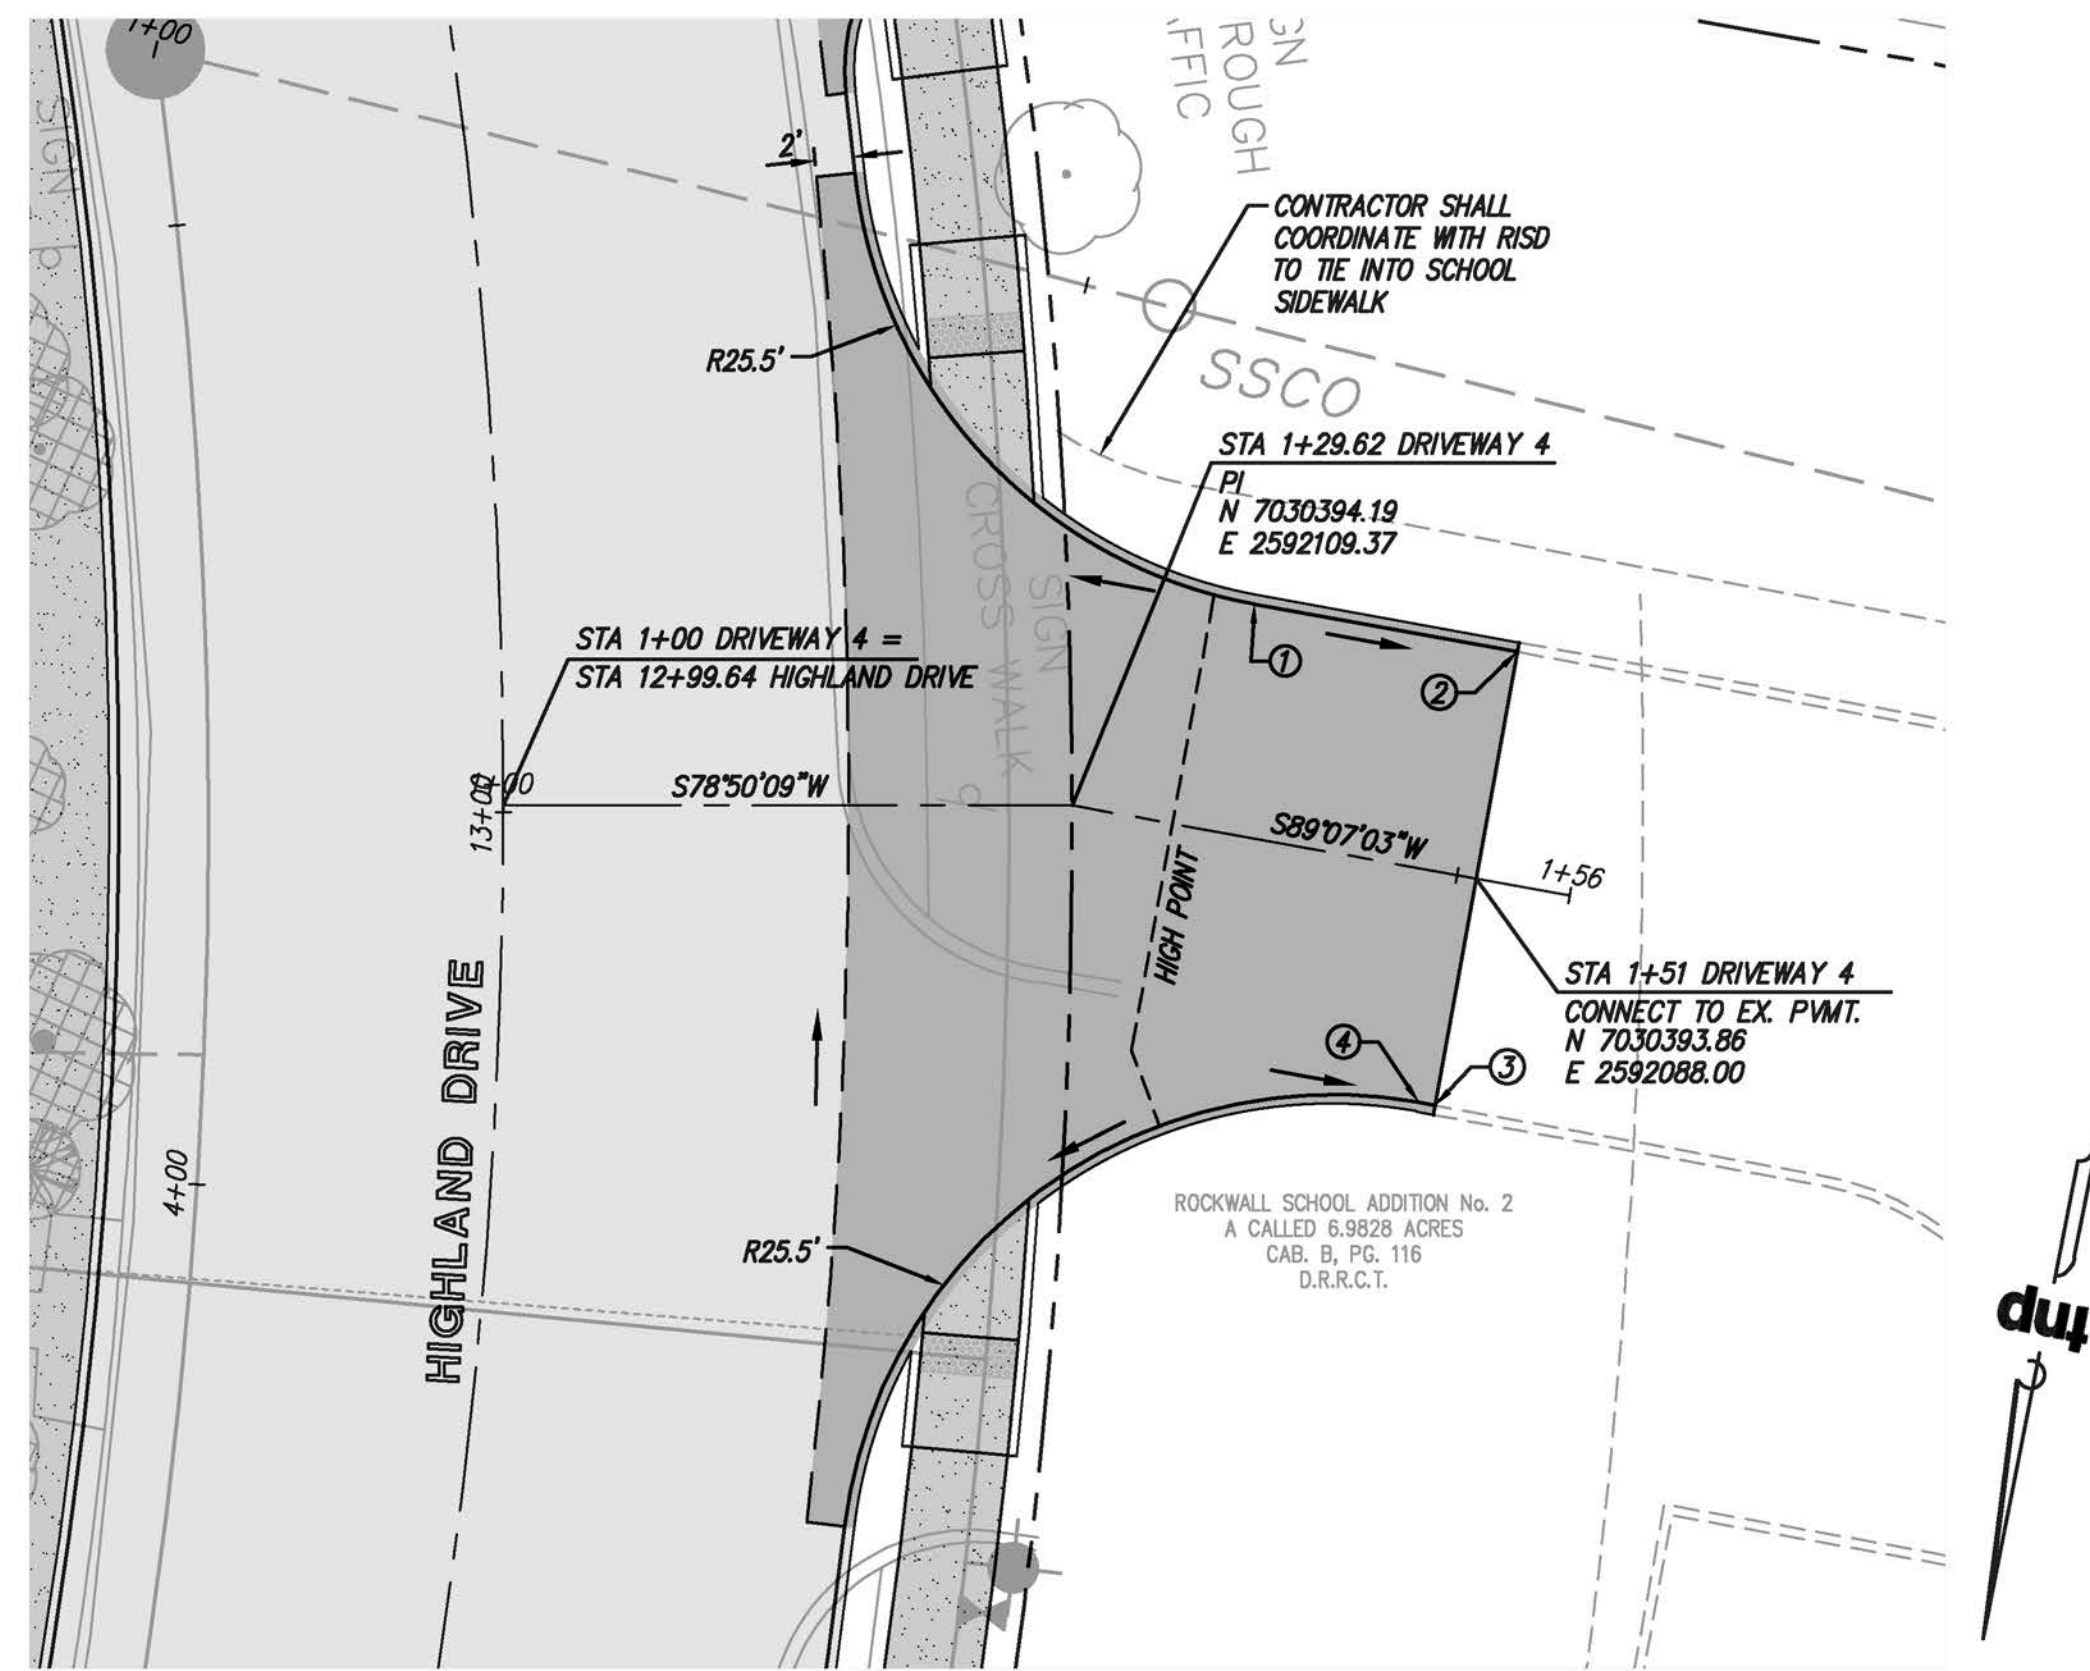 1+00
SIGN
GN
ROUGH
FFIC
2'
CONTRACTOR SHALL
COORDINATE WITH RISD
TO TIE INTO SCHOOL
SIDEWALK
R25.5'
SSCO
STA 1+29.62 DRIVEWAY 4
PI
N 7030394.19
E 2592109.37
CROSS WALK
SIGN
STA 1+00 DRIVEWAY 4 =
STA 12+99.64 HIGHLAND DRIVE
1
2
13+00
S78°50'09"W
S89°07'03"W
1+56
HIGH POINT
HIGHLAND DRIVE
STA 1+51 DRIVEWAY 4
CONNECT TO EX. PVMT.
N 7030393.86
E 2592088.00
4
3
4+00
R25.5'
ROCKWALL SCHOOL ADDITION No. 2
A CALLED 6.9828 ACRES
CAB. B, PG. 116
D.R.R.C.T.